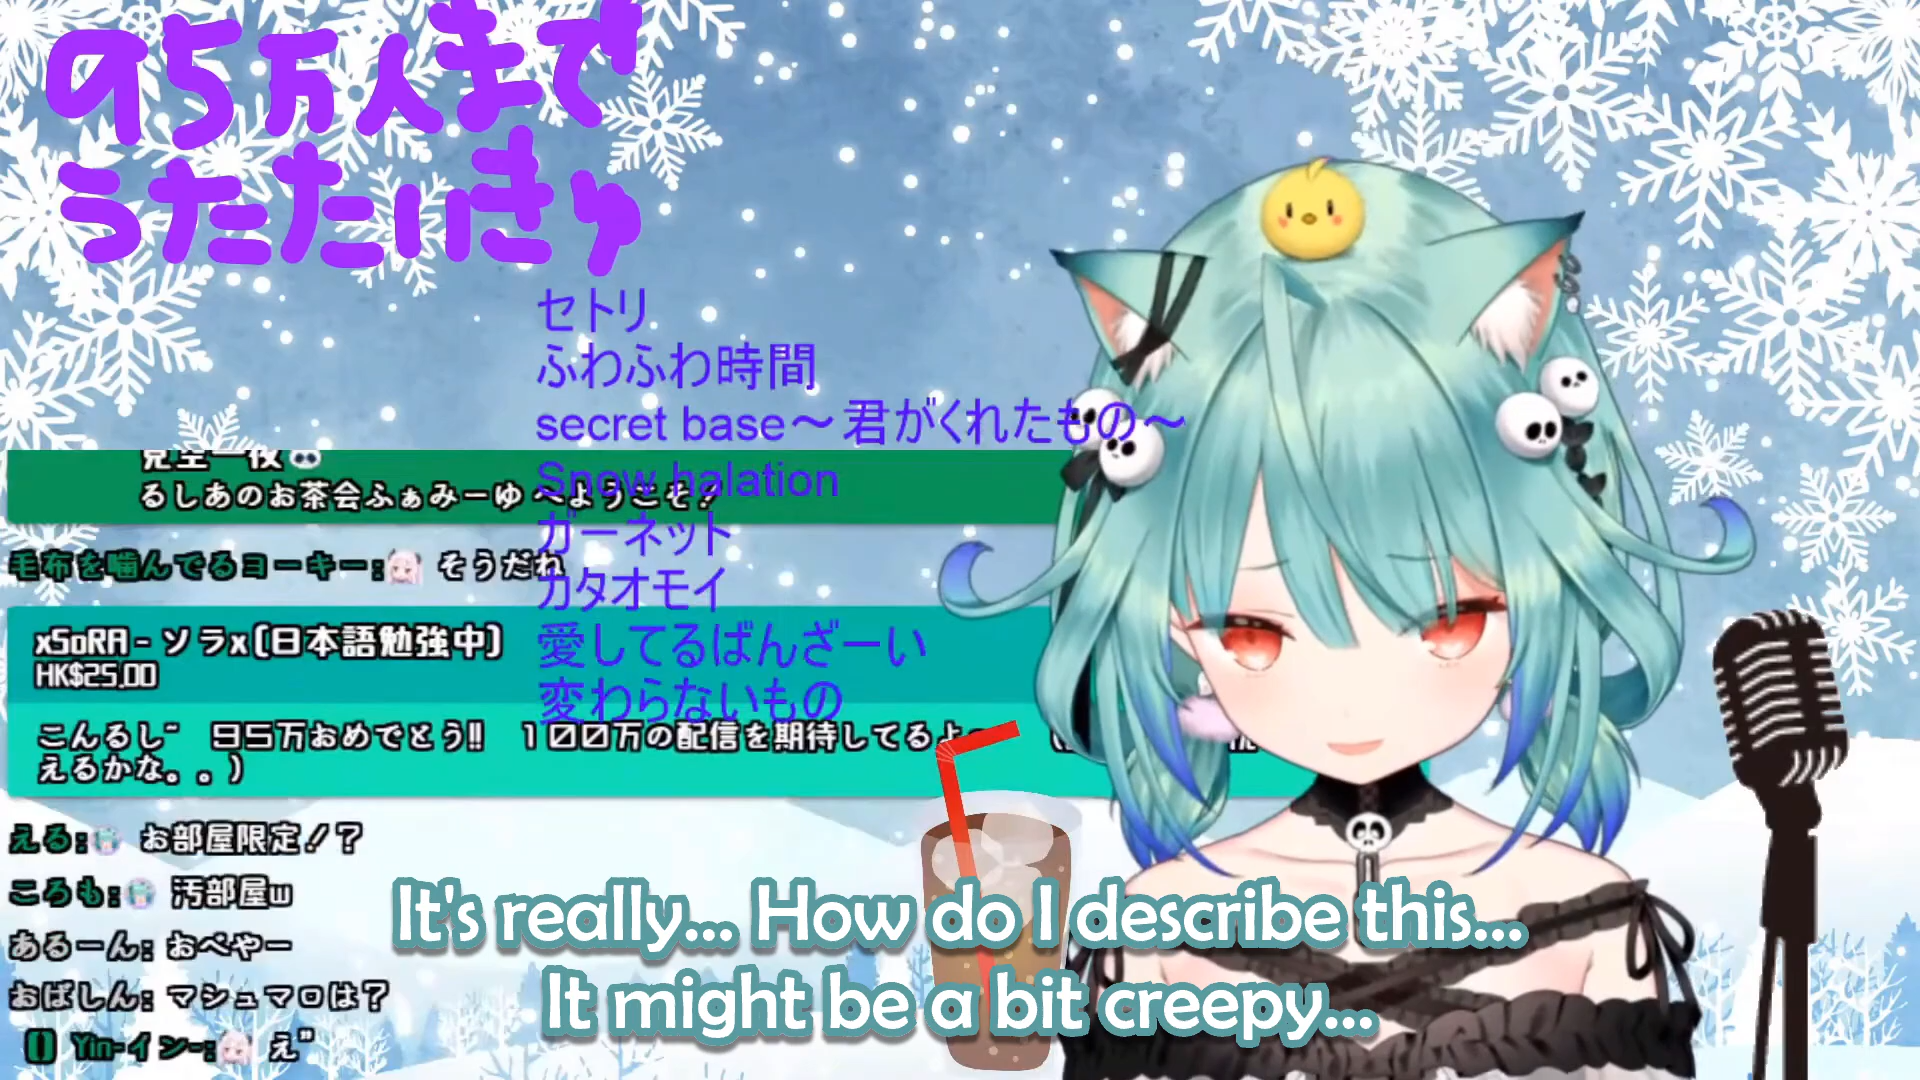 95万人まで
うたたいきり
セトリ
ふわふわ時間
secret base～君がくれたもの～
Snow halation
ガーネット
カタオモイ
愛してるばんざーい
変わらないもの
見空一夜
るしあのお茶会ふぁみーゆへようこそ！
毛布を噛んでるヨーキー: そうだね
xSoRA - ソラx(日本語勉強中)
HK$25.00
こんるし~ 95万おめでとう!! 100万の配信を期待してるよ~
えるかな。。)
える: お部屋限定！？
ころも: 汚部屋w
あるーん: おべやー
おぱしん: マシュマロは？
Yin-イン-: え"
It's really... How do I describe this...
It might be a bit creepy...